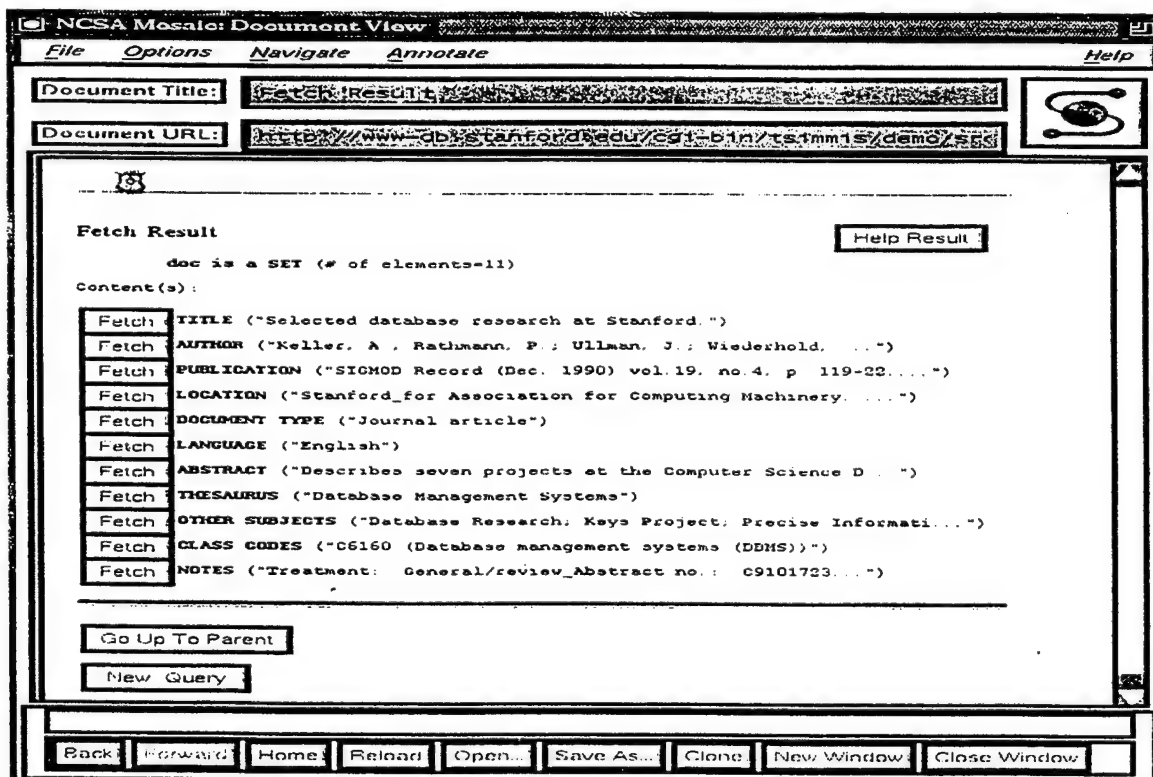 NCSA Mosaic: Document View
File Options Navigate Annotate Help
Document Title: Fetch Result
Document URL: http://www-db.stanford.edu/cgi-bin/tsimmis/demo/
Fetch Result
Help Result
doc is a SET (# of elements=11)
Content(s):
Fetch TITLE ("Selected database research at Stanford.")
Fetch AUTHOR ("Keller, A., Rathmann, P.; Ullman, J.; Wiederhold, ...")
Fetch PUBLICATION ("SIGMOD Record (Dec. 1990) vol.19, no.4, p 119-22....")
Fetch LOCATION ("Stanford_for Association for Computing Machinery. ...")
Fetch DOCUMENT TYPE ("Journal article")
Fetch LANGUAGE ("English")
Fetch ABSTRACT ("Describes seven projects at the Computer Science D... ")
Fetch THESAURUS ("Database Management Systems")
Fetch OTHER SUBJECTS ("Database Research; Keys Project; Precise Informati...")
Fetch CLASS CODES ("C6160 (Database management systems (DBMS))")
Fetch NOTES ("Treatment: General/review_Abstract no.: C9101723...")
Go Up To Parent
New Query
Back Forward Home Reload Open... Save As... Clone New Window Close Window